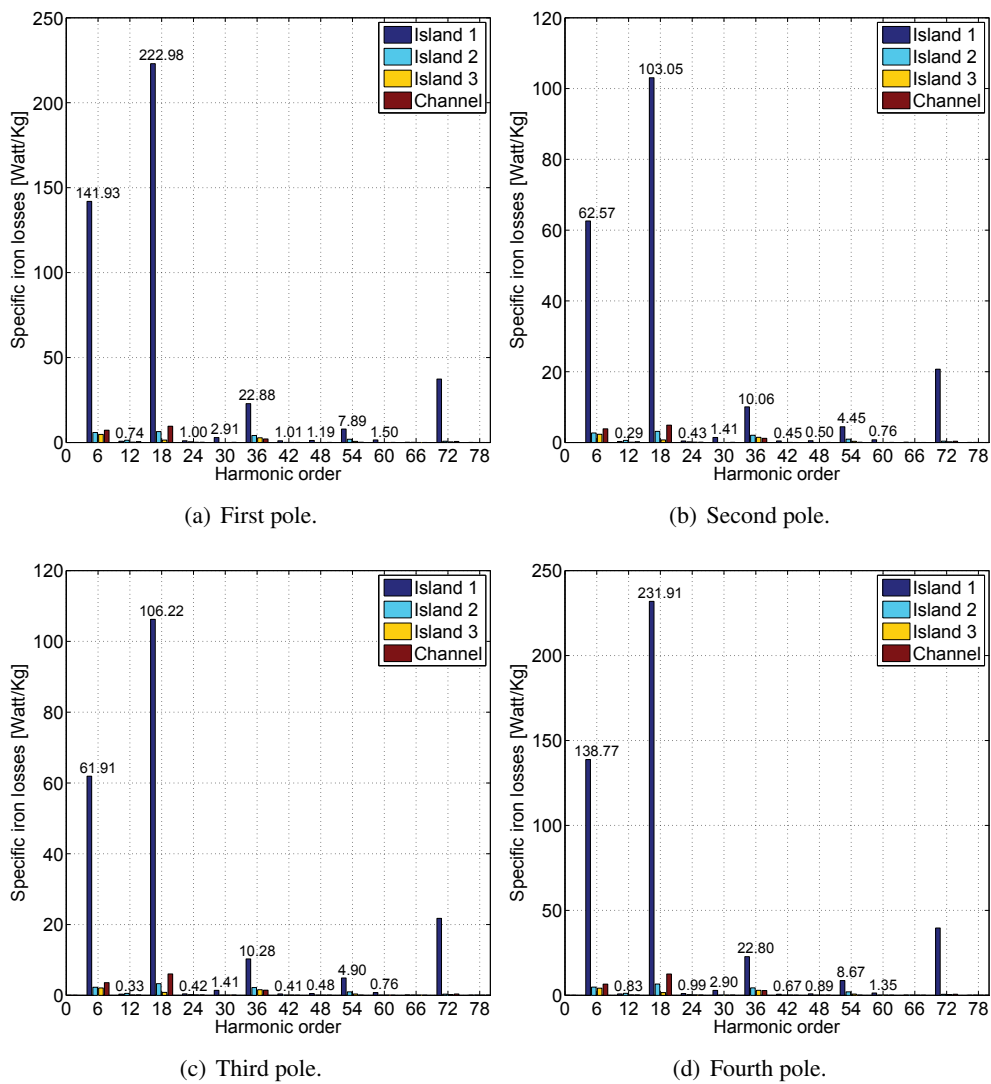 Specific iron losses [Watt/Kg]
250
200
150
100
50
0
141.93
0.74
222.98
1.00
2.91
22.88
1.01
1.19
7.89
1.50
Island 1
Island 2
Island 3
Channel
0 6 12 18 24 30 36 42 48 54 60 66 72 78
Harmonic order
(a) First pole.
Specific iron losses [Watt/Kg]
120
100
80
60
40
20
0
62.57
0.29
103.05
0.43
1.41
10.06
0.45
0.50
4.45
0.76
Island 1
Island 2
Island 3
Channel
0 6 12 18 24 30 36 42 48 54 60 66 72 78
Harmonic order
(b) Second pole.
Specific iron losses [Watt/Kg]
120
100
80
60
40
20
0
61.91
0.33
106.22
0.42
1.41
10.28
0.41
0.48
4.90
0.76
Island 1
Island 2
Island 3
Channel
0 6 12 18 24 30 36 42 48 54 60 66 72 78
Harmonic order
(c) Third pole.
Specific iron losses [Watt/Kg]
250
200
150
100
50
0
138.77
0.83
231.91
0.99
2.90
22.80
0.67
0.89
8.67
1.35
Island 1
Island 2
Island 3
Channel
0 6 12 18 24 30 36 42 48 54 60 66 72 78
Harmonic order
(d) Fourth pole.